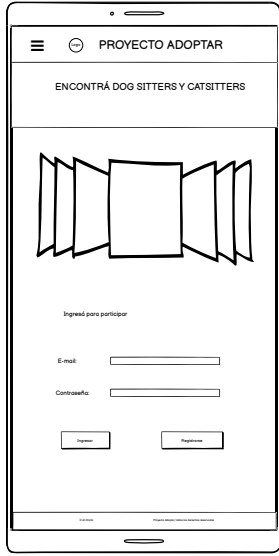 Logo
PROYECTO ADOPTAR
ENCONTRÁ DOG SITTERS Y CATSITTERS
Ingresá para participar
E-mail:
Contraseña:
Ingresar
Registrarse